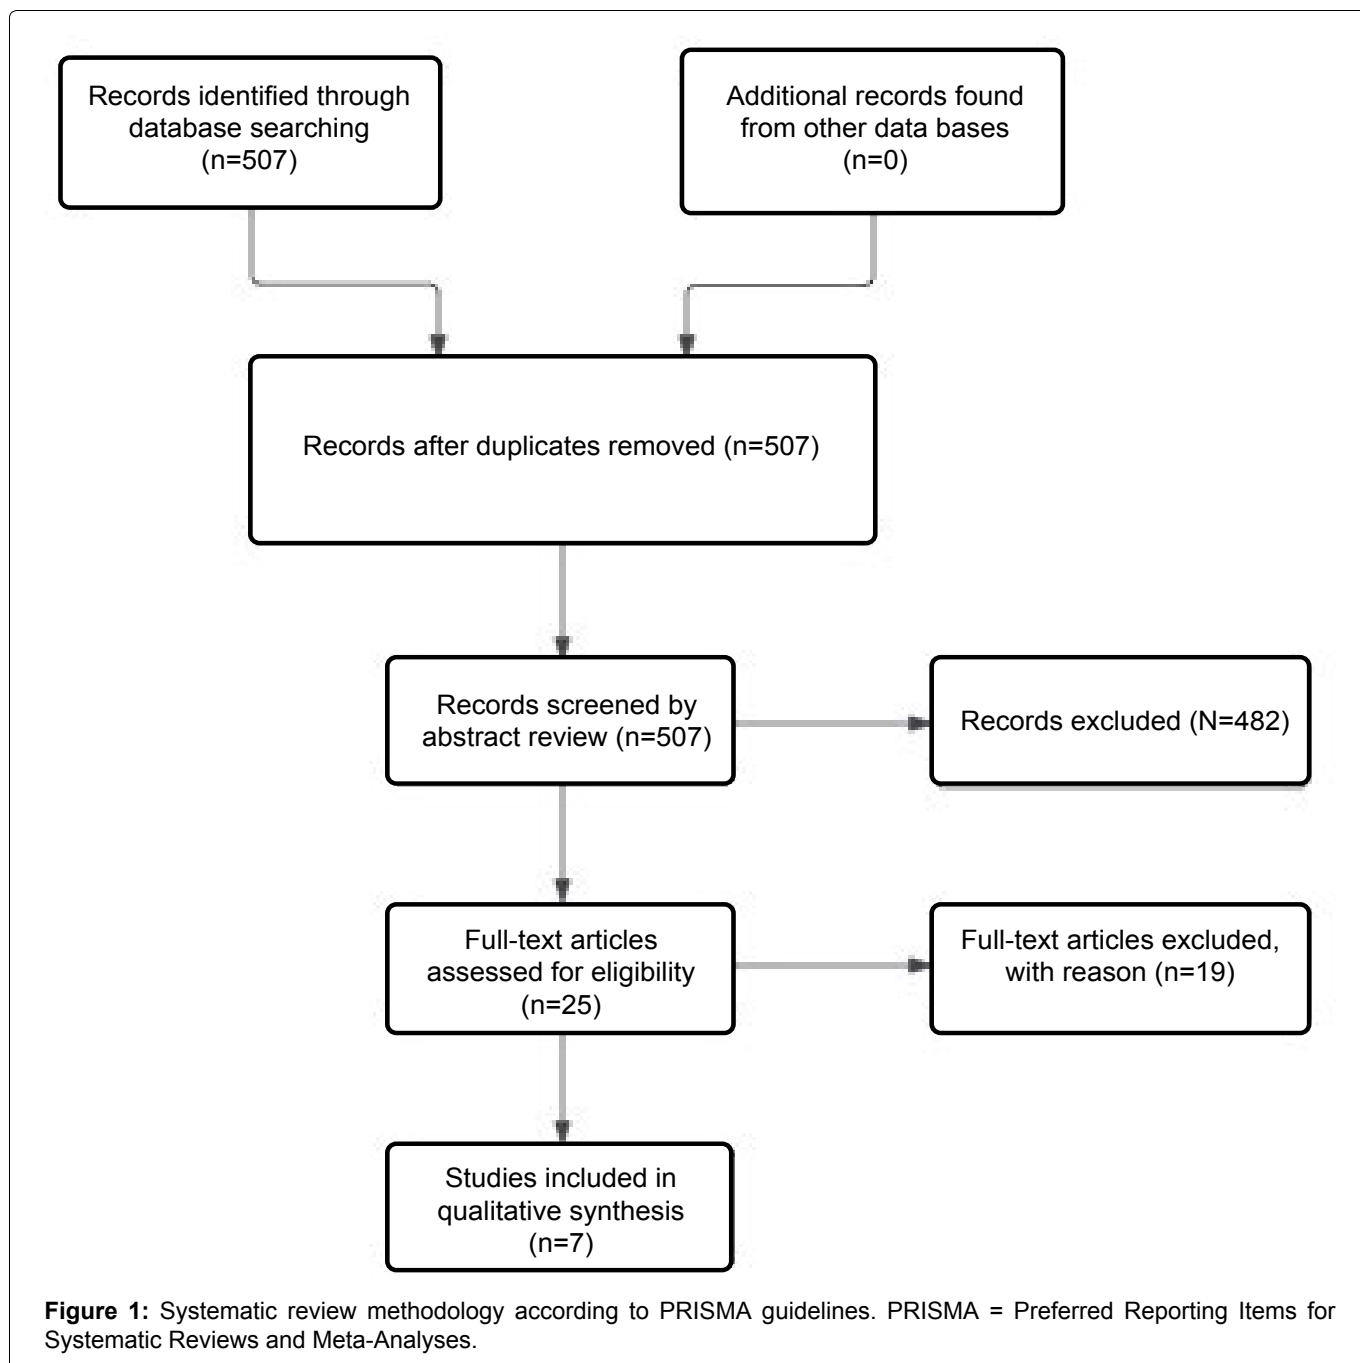 Records identified through
database searching
(n=507)
Additional records found
from other data bases
(n=0)
Records after duplicates removed (n=507)
Records screened by
abstract review (n=507)
Records excluded (N=482)
Full-text articles
assessed for eligibility
(n=25)
Full-text articles excluded,
with reason (n=19)
Studies included in
qualitative synthesis
(n=7)
Figure 1: Systematic review methodology according to PRISMA guidelines. PRISMA = Preferred Reporting Items for
Systematic Reviews and Meta-Analyses.